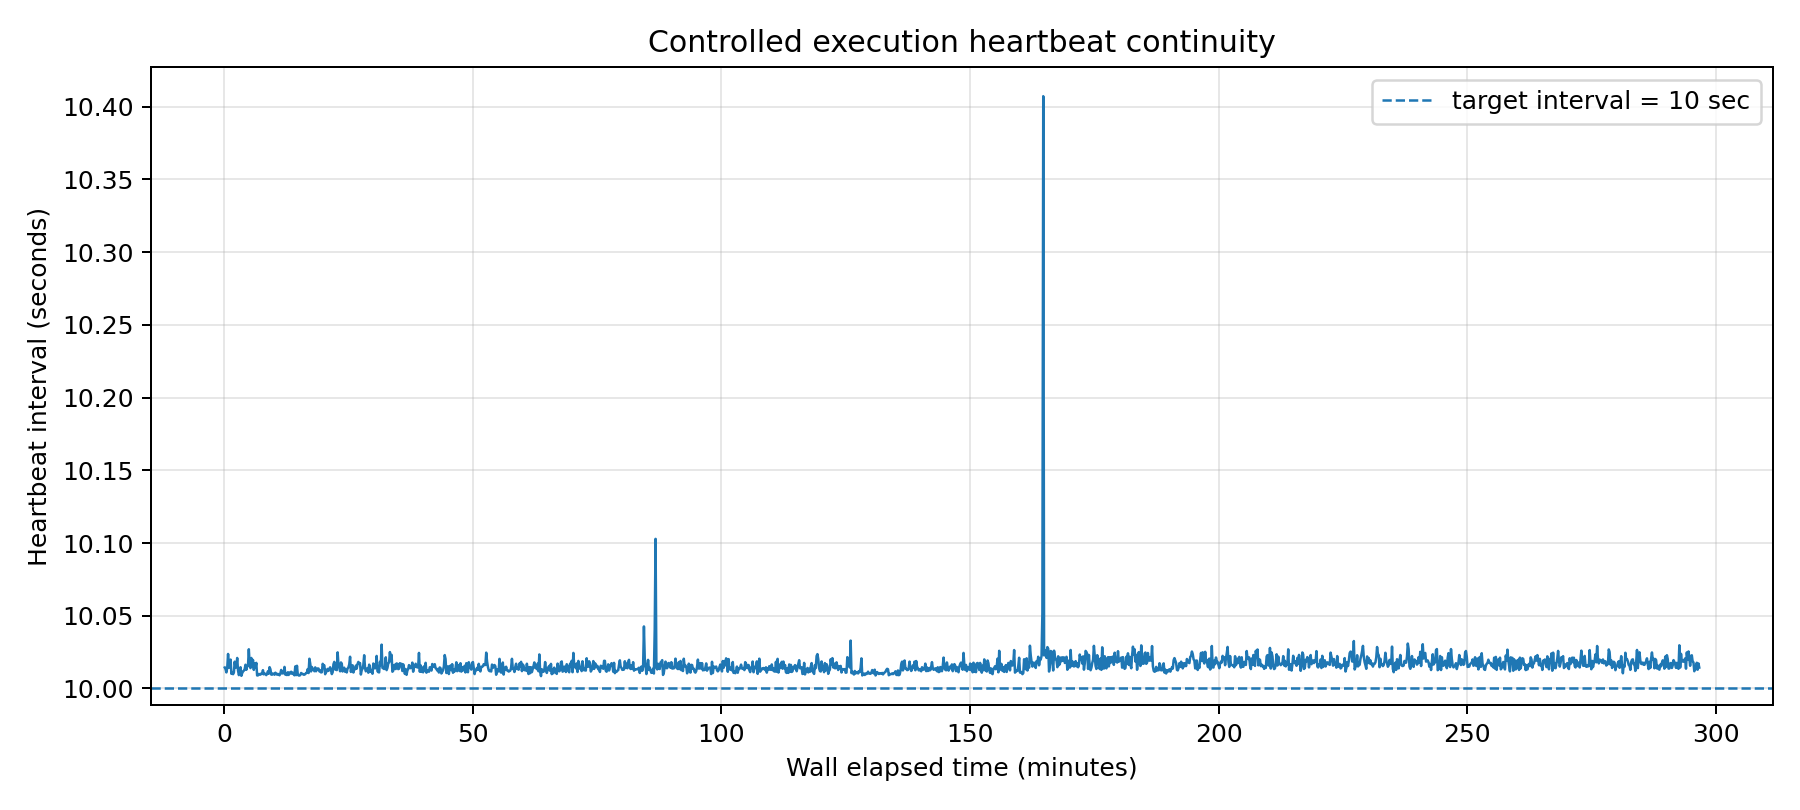 Controlled execution heartbeat continuity
target interval = 10 sec
Heartbeat interval (seconds)
10.40
10.35
10.30
10.25
10.20
10.15
10.10
10.05
10.00
0 50 100 150 200 250 300
Wall elapsed time (minutes)